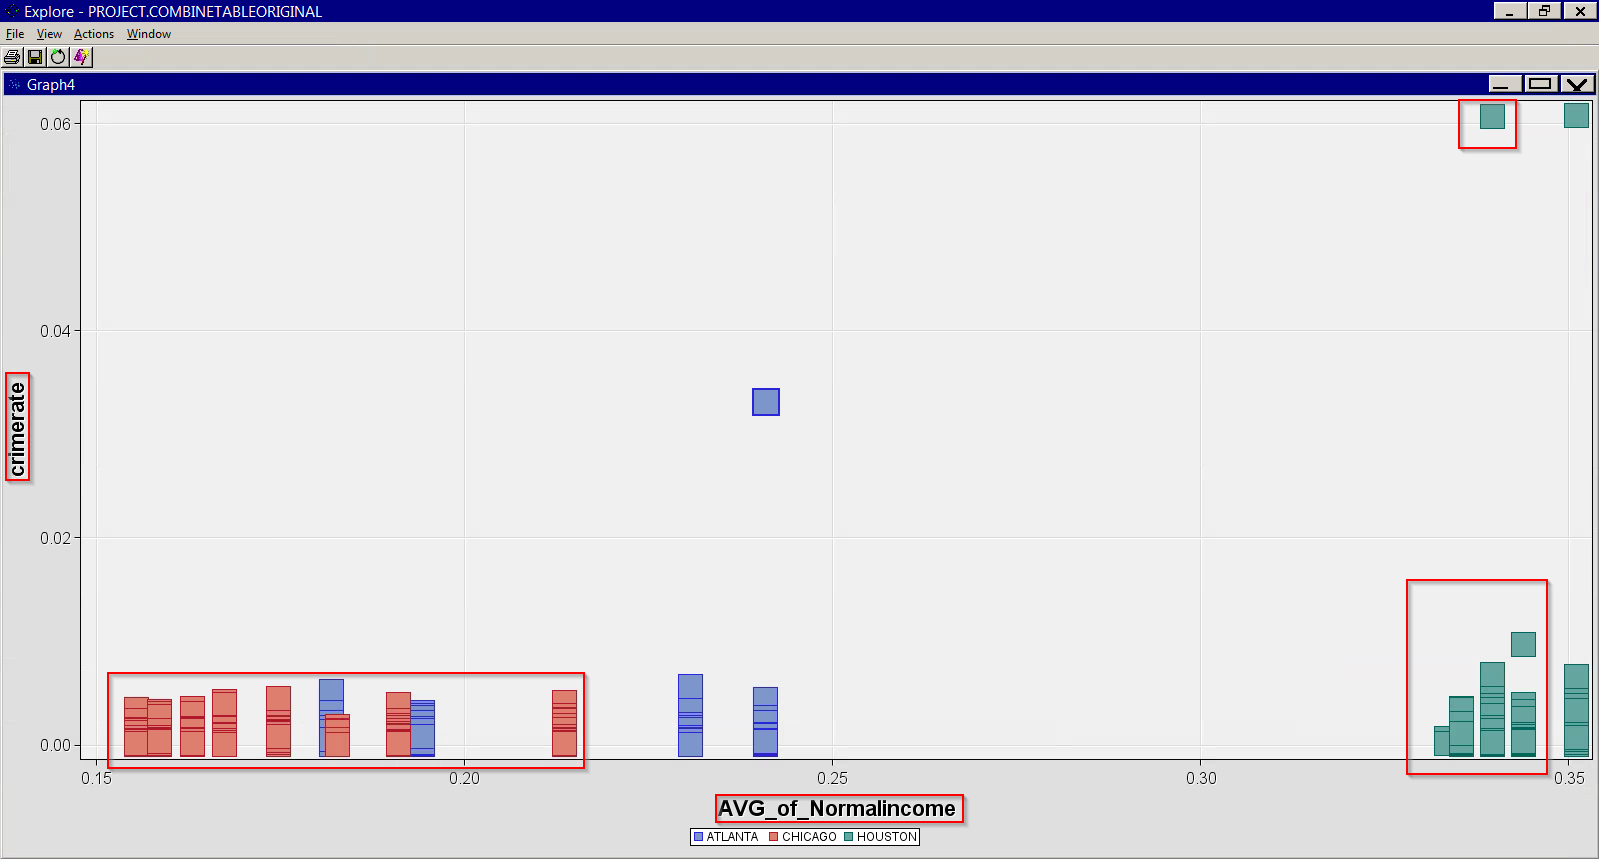 Explore - PROJECT.COMBINETABLEORIGINAL
File View Actions Window
Graph4
0.06
0.04
crimerate
0.02
0.00
0.15 0.20 0.25 0.30 0.35
AVG_of_Normalincome
ATLANTA CHICAGO HOUSTON